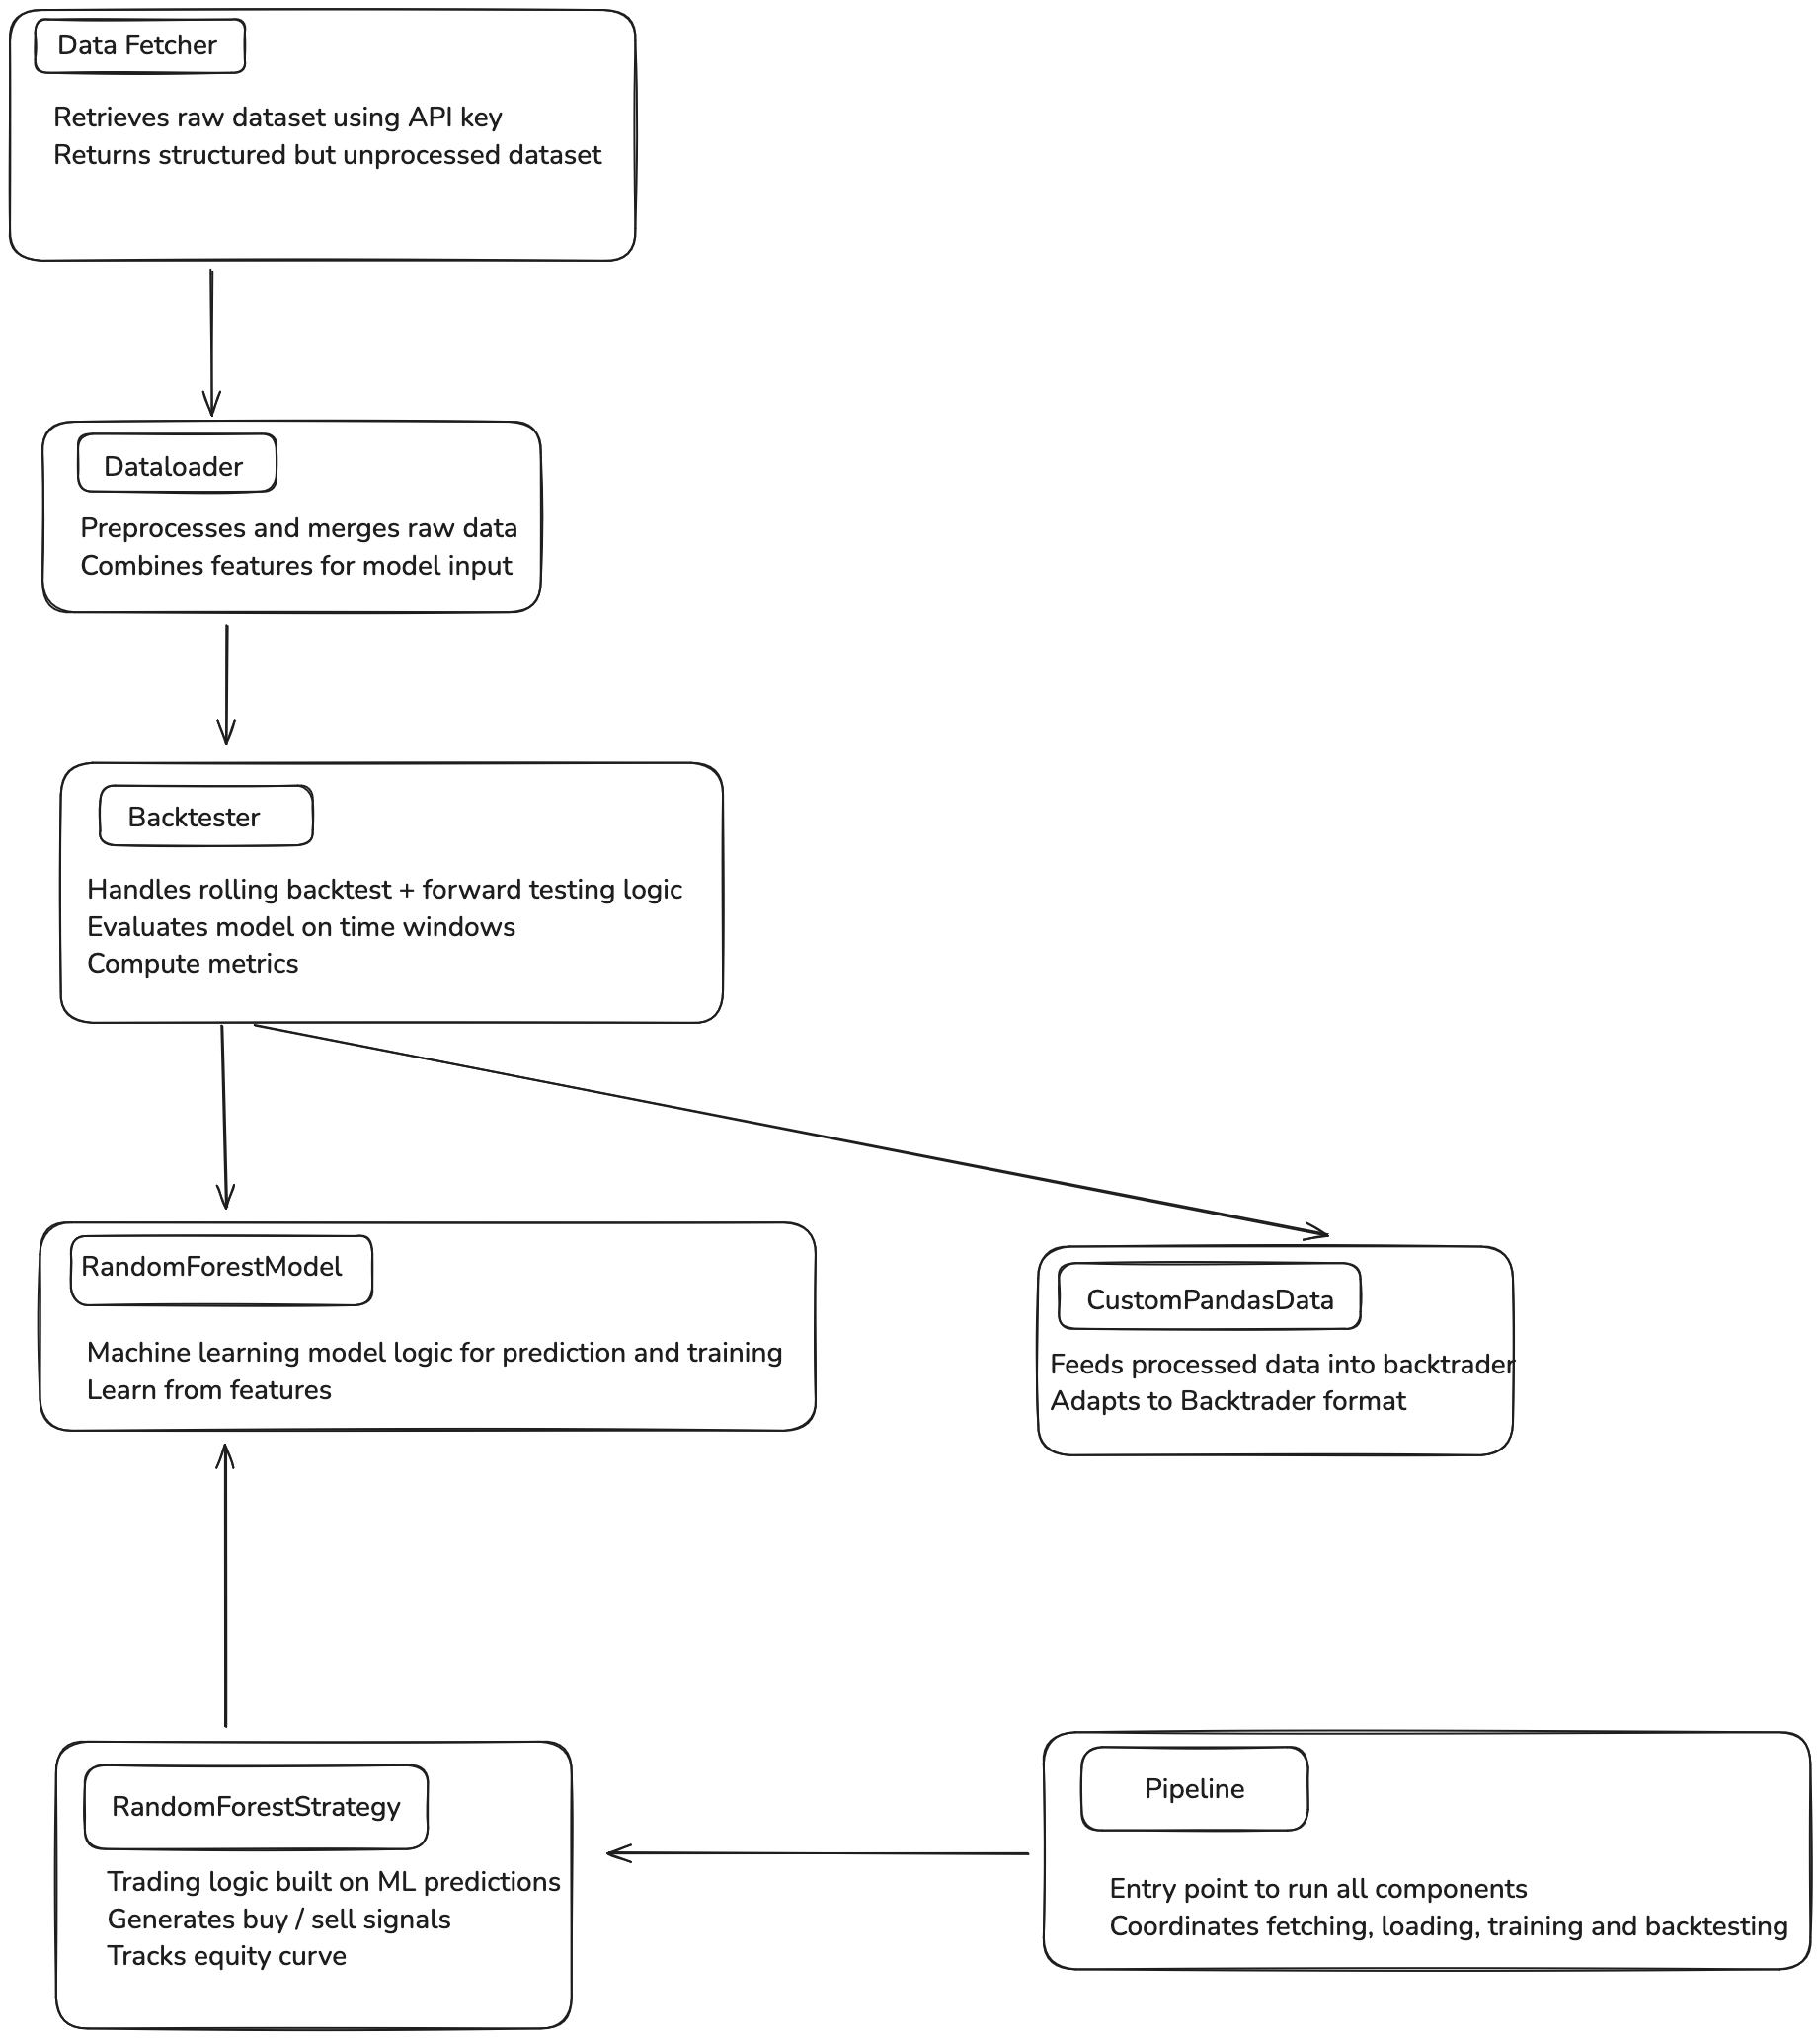 Data Fetcher
Retrieves raw dataset using API key
Returns structured but unprocessed dataset
Dataloader
Preprocesses and merges raw data
Combines features for model input
Backtester
Handles rolling backtest + forward testing logic
Evaluates model on time windows
Compute metrics
RandomForestModel
Machine learning model logic for prediction and training
Learn from features
CustomPandasData
Feeds processed data into backtrader
Adapts to Backtrader format
RandomForestStrategy
Trading logic built on ML predictions
Generates buy / sell signals
Tracks equity curve
Pipeline
Entry point to run all components
Coordinates fetching, loading, training and backtesting